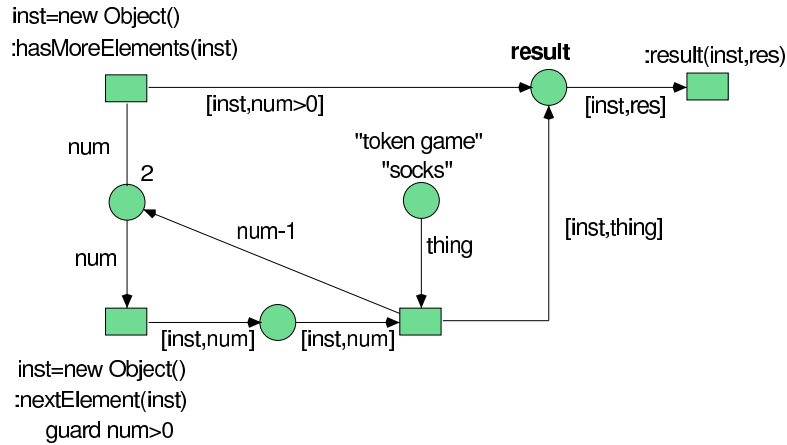 inst=new Object()
:hasMoreElements(inst)
result
:result(inst,res)
[inst,num>0]
[inst,res]
"token game"
"socks"
num
2
num-1
thing
[inst,thing]
num
[inst,num]
[inst,num]
inst=new Object()
:nextElement(inst)
guard num>0